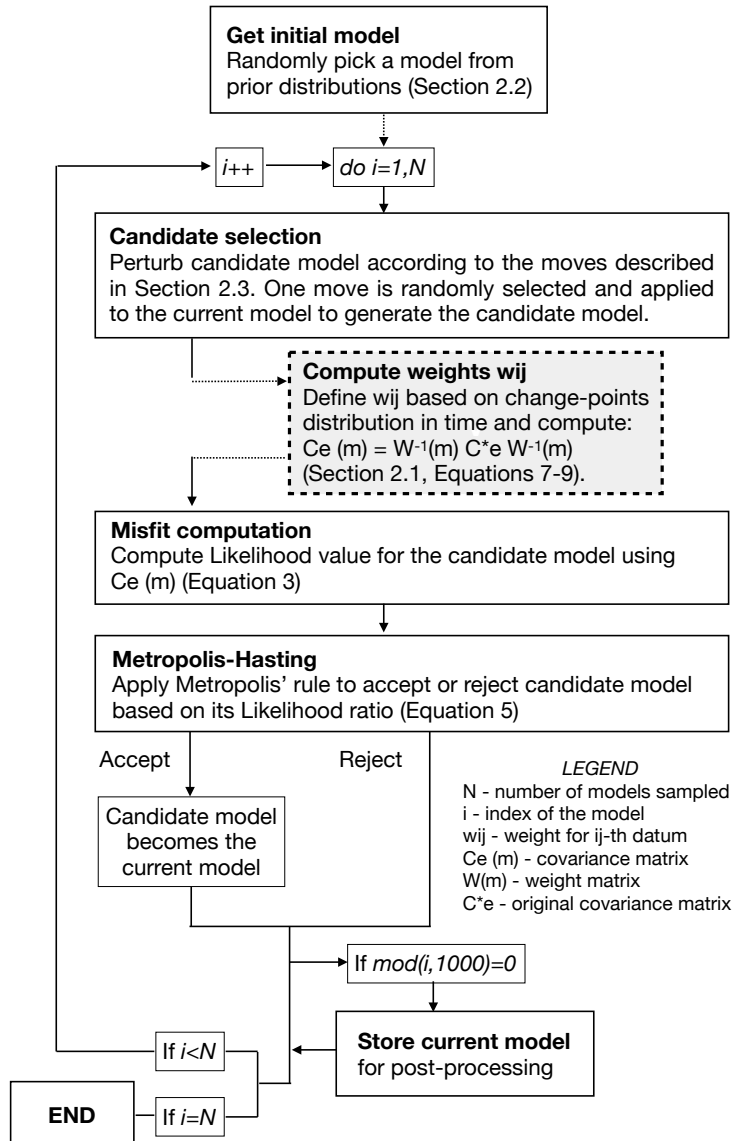 Get initial model
Randomly pick a model from
prior distributions (Section 2.2)
i++
do i=1,N
Candidate selection
Perturb candidate model according to the moves described
in Section 2.3. One move is randomly selected and applied
to the current model to generate the candidate model.
Compute weights wij
Define wij based on change-points
distribution in time and compute:
Ce (m) = W⁻¹(m) C*e W⁻¹(m)
(Section 2.1, Equations 7-9).
Misfit computation
Compute Likelihood value for the candidate model using
Ce (m) (Equation 3)
Metropolis-Hasting
Apply Metropolis’ rule to accept or reject candidate model
based on its Likelihood ratio (Equation 5)
Accept
Reject
Candidate model
becomes the
current model
LEGEND
N - number of models sampled
i - index of the model
wij - weight for ij-th datum
Ce (m) - covariance matrix
W(m) - weight matrix
C*e - original covariance matrix
If mod(i,1000)=0
Store current model
for post-processing
If i<N
If i=N
END